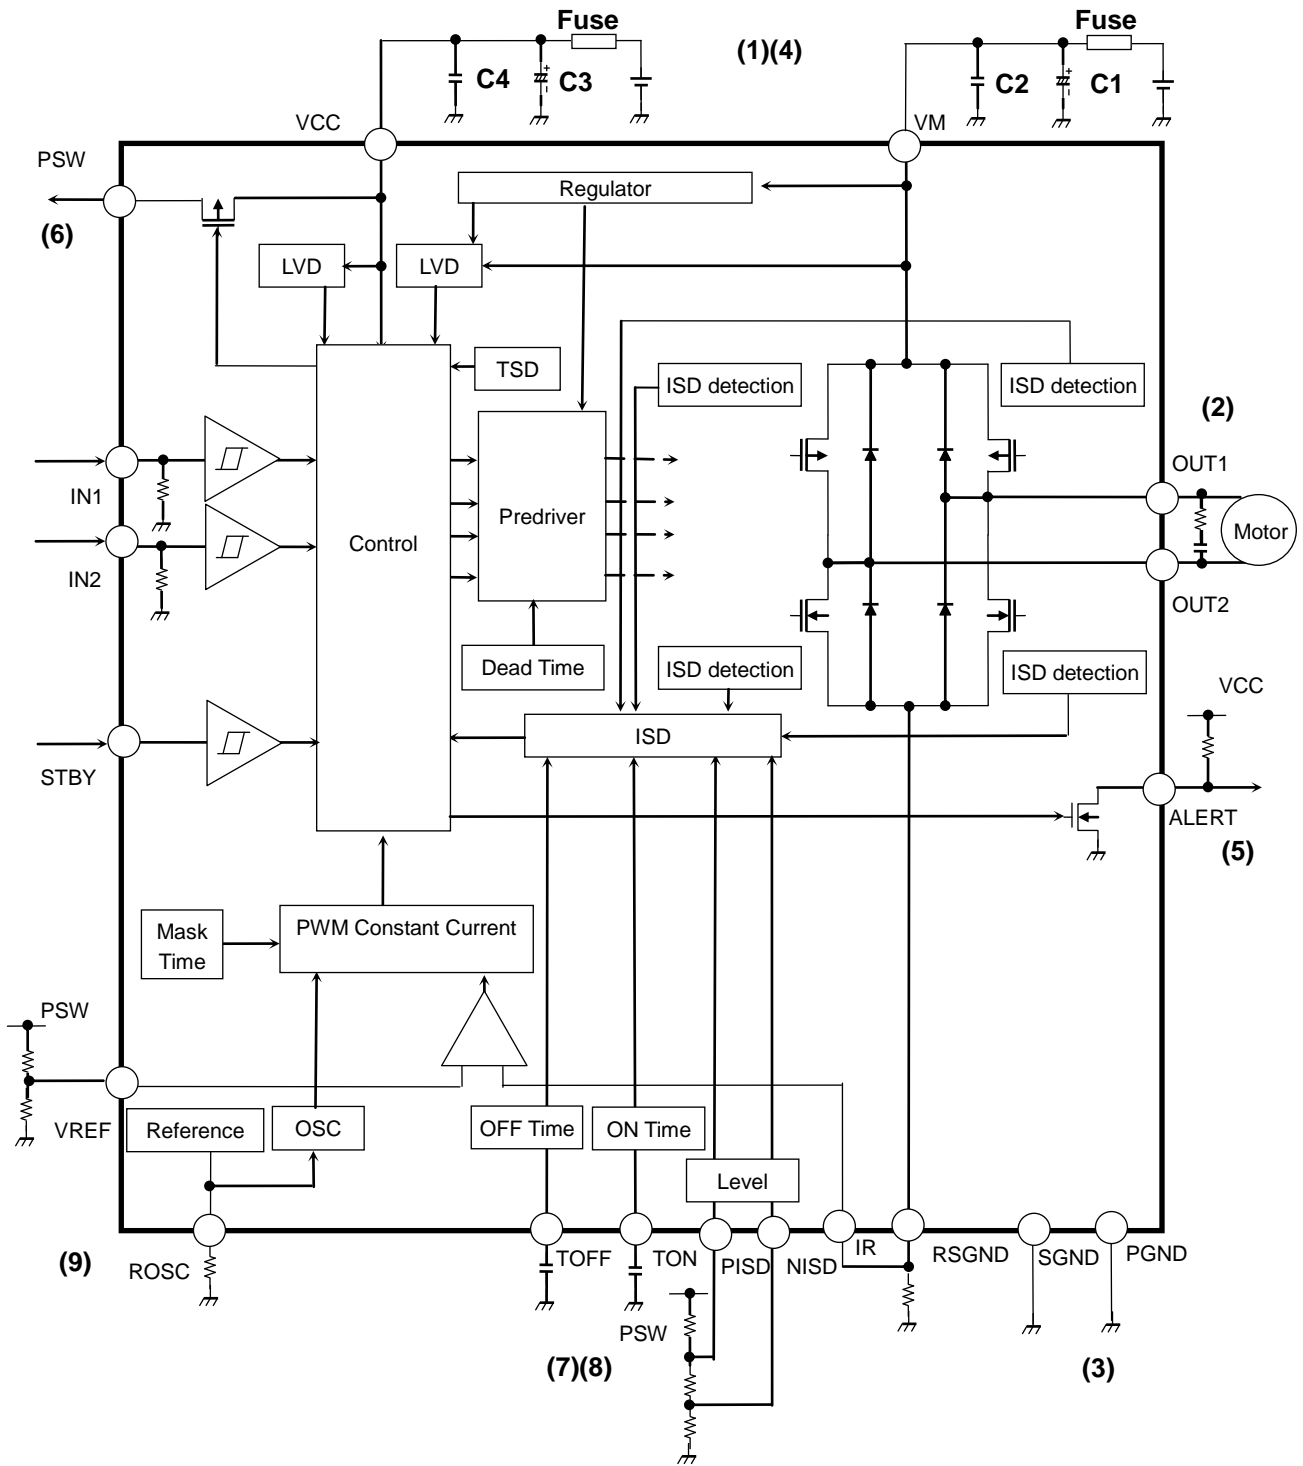 Fuse
Fuse
(1)(4)
C4
C3
C2
C1
VCC
VM
PSW
Regulator
(6)
LVD
LVD
TSD
ISD detection
ISD detection
(2)
OUT1
IN1
Predriver
Control
Motor
IN2
OUT2
Dead Time
ISD detection
ISD detection
VCC
ISD
STBY
ALERT
(5)
Mask
Time
PWM Constant Current
PSW
VREF
Reference
OSC
OFF Time
ON Time
Level
(9)
ROSC
TOFF
TON
PISD
NISD
IR
RSGND
SGND
PGND
PSW
(7)(8)
(3)